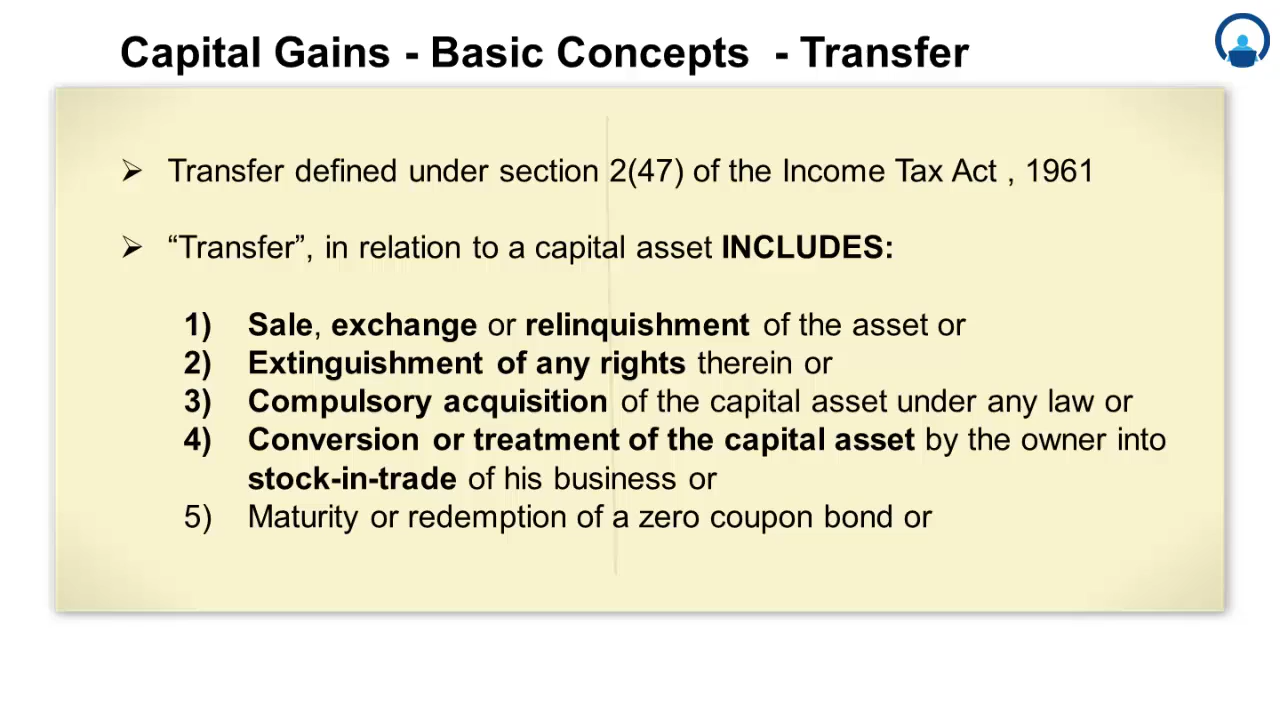 Capital Gains - Basic Concepts - Transfer
➢ Transfer defined under section 2(47) of the Income Tax Act , 1961
➢ “Transfer”, in relation to a capital asset INCLUDES:
1) Sale, exchange or relinquishment of the asset or
2) Extinguishment of any rights therein or
3) Compulsory acquisition of the capital asset under any law or
4) Conversion or treatment of the capital asset by the owner into
stock-in-trade of his business or
5) Maturity or redemption of a zero coupon bond or